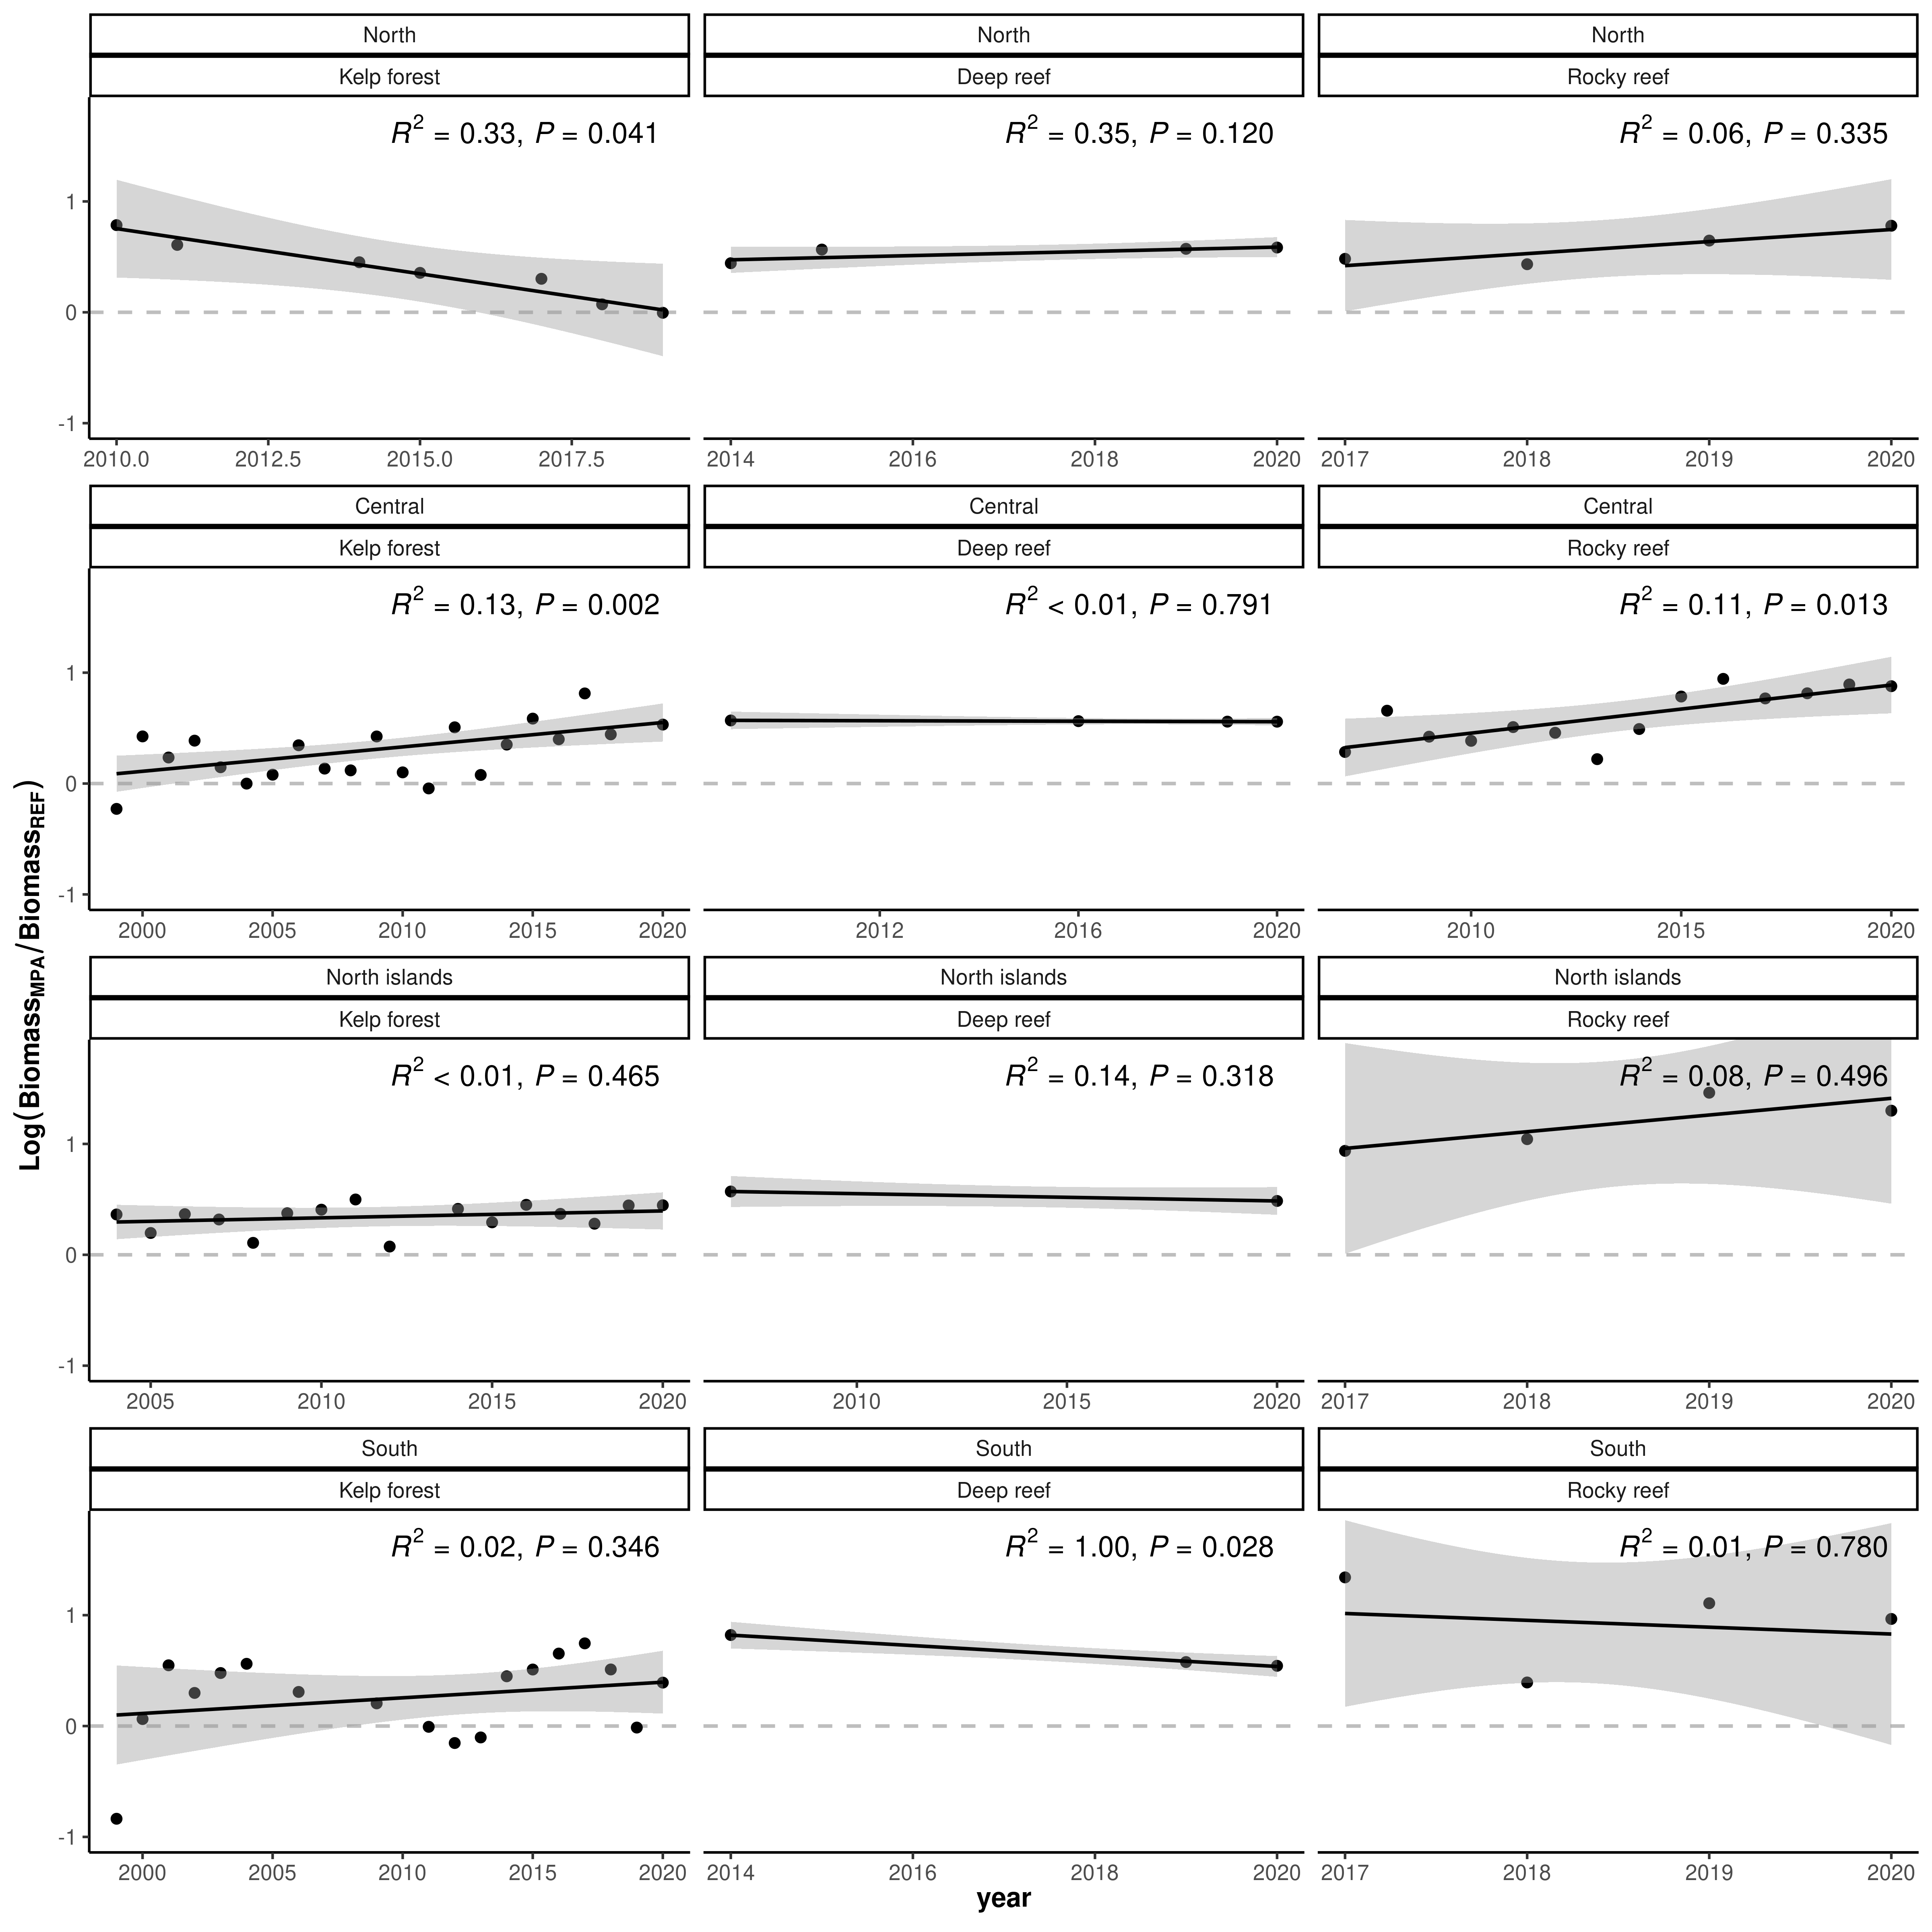 North North North
Kelp forest Deep reef Rocky reef
R² = 0.33, P = 0.041 R² = 0.35, P = 0.120 R² = 0.06, P = 0.335
1
0
-1
2010.0 2012.5 2015.0 2017.5 2014 2016 2018 2020 2017 2018 2019 2020
Central Central Central
Kelp forest Deep reef Rocky reef
R² = 0.13, P = 0.002 R² < 0.01, P = 0.791 R² = 0.11, P = 0.013
1
0
-1
2000 2005 2010 2015 2020 2012 2016 2020 2010 2015 2020
Log(Biomass_MPA/Biomass_REF)
North islands North islands North islands
Kelp forest Deep reef Rocky reef
R² < 0.01, P = 0.465 R² = 0.14, P = 0.318 R² = 0.08, P = 0.496
1
0
-1
2005 2010 2015 2020 2010 2015 2020 2017 2018 2019 2020
South South South
Kelp forest Deep reef Rocky reef
R² = 0.02, P = 0.346 R² = 1.00, P = 0.028 R² = 0.01, P = 0.780
1
0
-1
2000 2005 2010 2015 2020 2014 2016 2018 2020 2017 2018 2019 2020
year